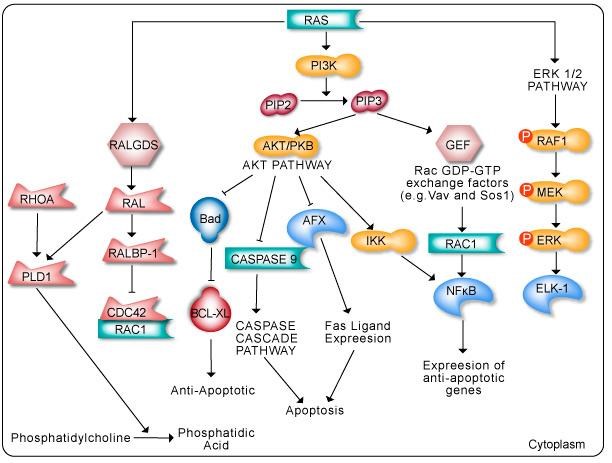 RAS
PI3K
ERK 1/2
PATHWAY
PIP2
PIP3
RALGDS
AKT/PKB
AKT PATHWAY
GEF
Rac GDP-GTP
exchange factors
(e.g.Vav and Sos1)
P
RAF1
RHOA
RAL
P
MEK
Bad
AFX
IKK
RAC1
P
ERK
PLD1
RALBP-1
CASPASE 9
NFκB
ELK-1
CDC42
RAC1
BCL-XL
CASPASE
CASCADE
PATHWAY
Fas Ligand
Expreesion
Anti-Apoptotic
Apoptosis
Expreesion of
anti-apoptotic
genes
Phosphatidylcholine
Phosphatidic
Acid
Cytoplasm